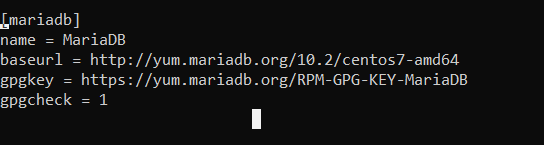 [mariadb]
name = MariaDB
baseurl = http://yum.mariadb.org/10.2/centos7-amd64
gpgkey = https://yum.mariadb.org/RPM-GPG-KEY-MariaDB
gpgcheck = 1